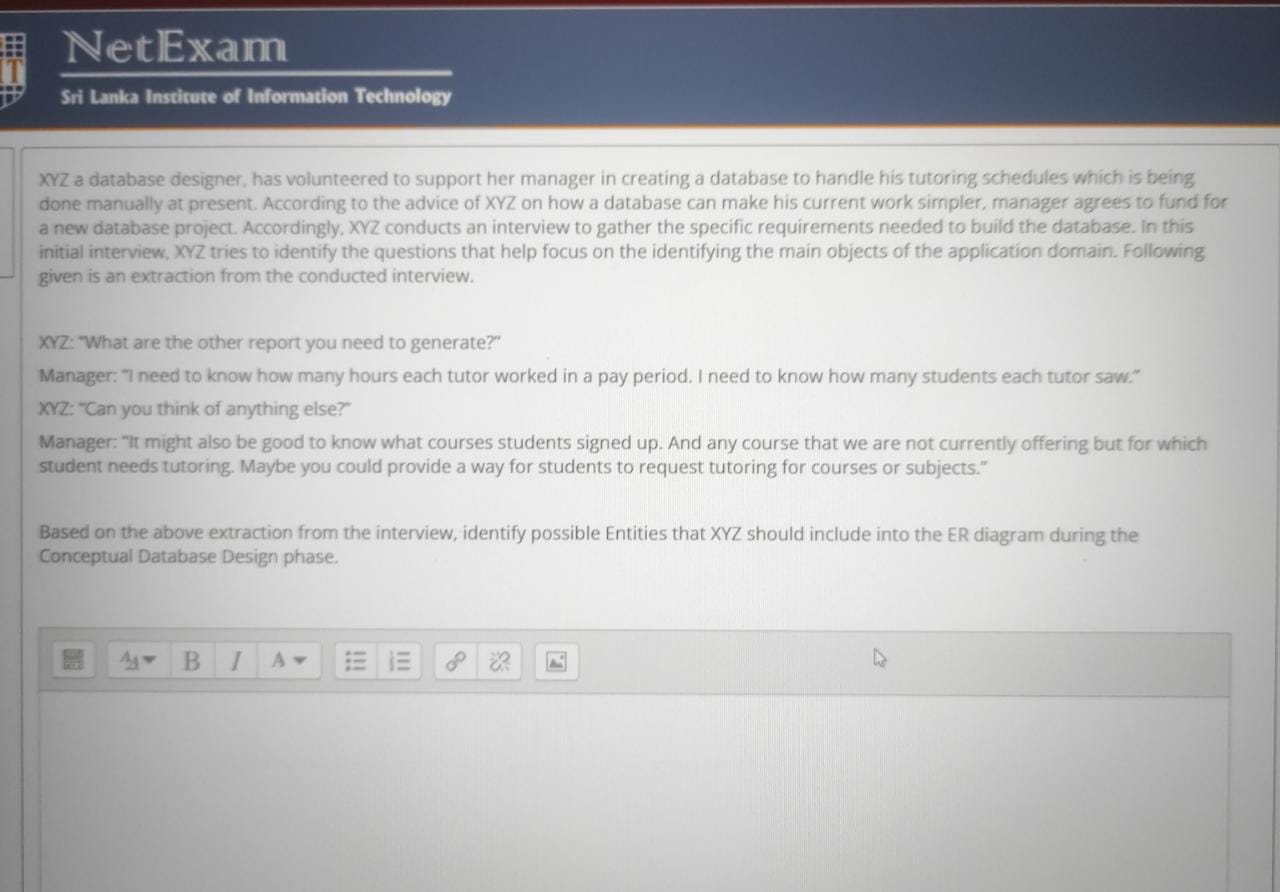 IT
NetExam
Sri Lanka Institute of Information Technology
XYZ a database designer, has volunteered to support her manager in creating a database to handle his tutoring schedules which is being
done manually at present. According to the advice of XYZ on how a database can make his current work simpler, manager agrees to fund for
a new database project. Accordingly, XYZ conducts an interview to gather the specific requirements needed to build the database. In this
initial interview, XYZ tries to identify the questions that help focus on the identifying the main objects of the application domain. Following
given is an extraction from the conducted interview.
XYZ: "What are the other report you need to generate?"
Manager: "I need to know how many hours each tutor worked in a pay period. I need to know how many students each tutor saw."
XYZ: "Can you think of anything else?"
Manager: "It might also be good to know what courses students signed up. And any course that we are not currently offering but for which
student needs tutoring. Maybe you could provide a way for students to request tutoring for courses or subjects."
Based on the above extraction from the interview, identify possible Entities that XYZ should include into the ER diagram during the
Conceptual Database Design phase.
B I A